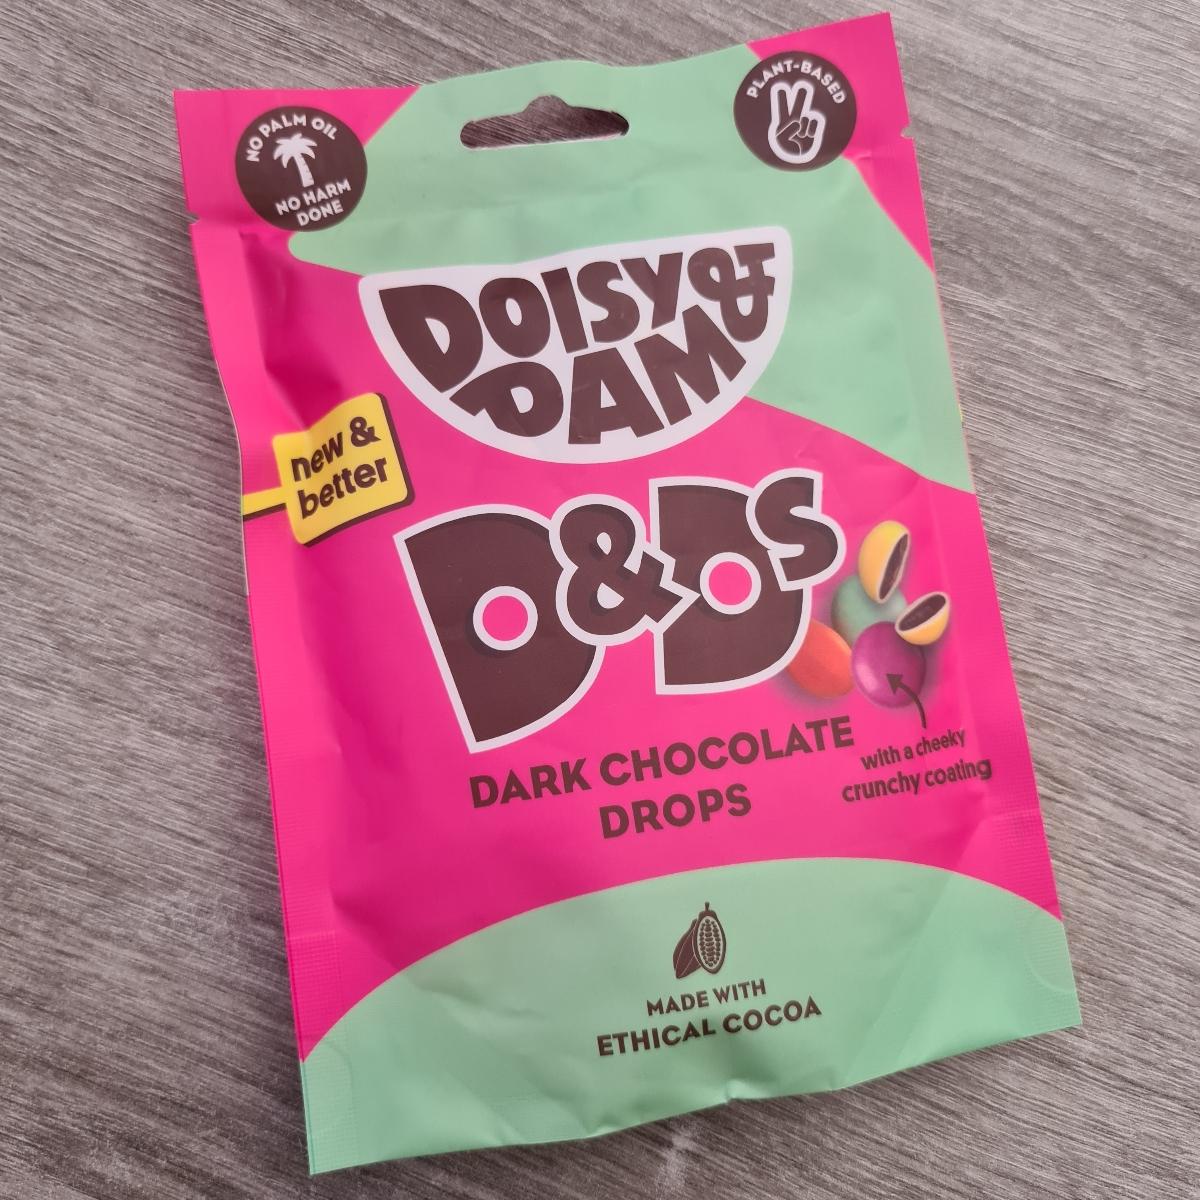 NO PALM OIL
NO HARM
DONE
PLANT-BASED
DOISY &
DAM
new &
better
D&Ds
DARK CHOCOLATE
DROPS
with a cheeky
crunchy coating
MADE WITH
ETHICAL COCOA